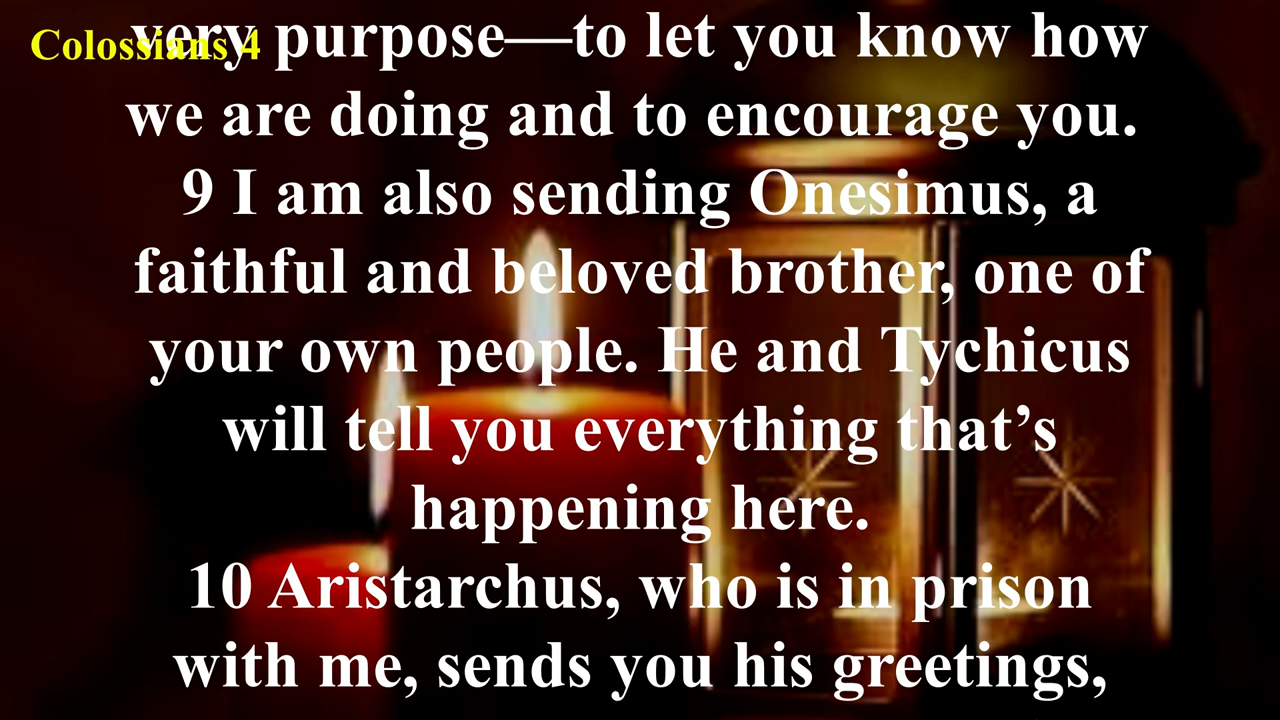 Colossians 4
very purpose—to let you know how
we are doing and to encourage you.
9 I am also sending Onesimus, a
faithful and beloved brother, one of
your own people. He and Tychicus
will tell you everything that’s
happening here.
10 Aristarchus, who is in prison
with me, sends you his greetings,